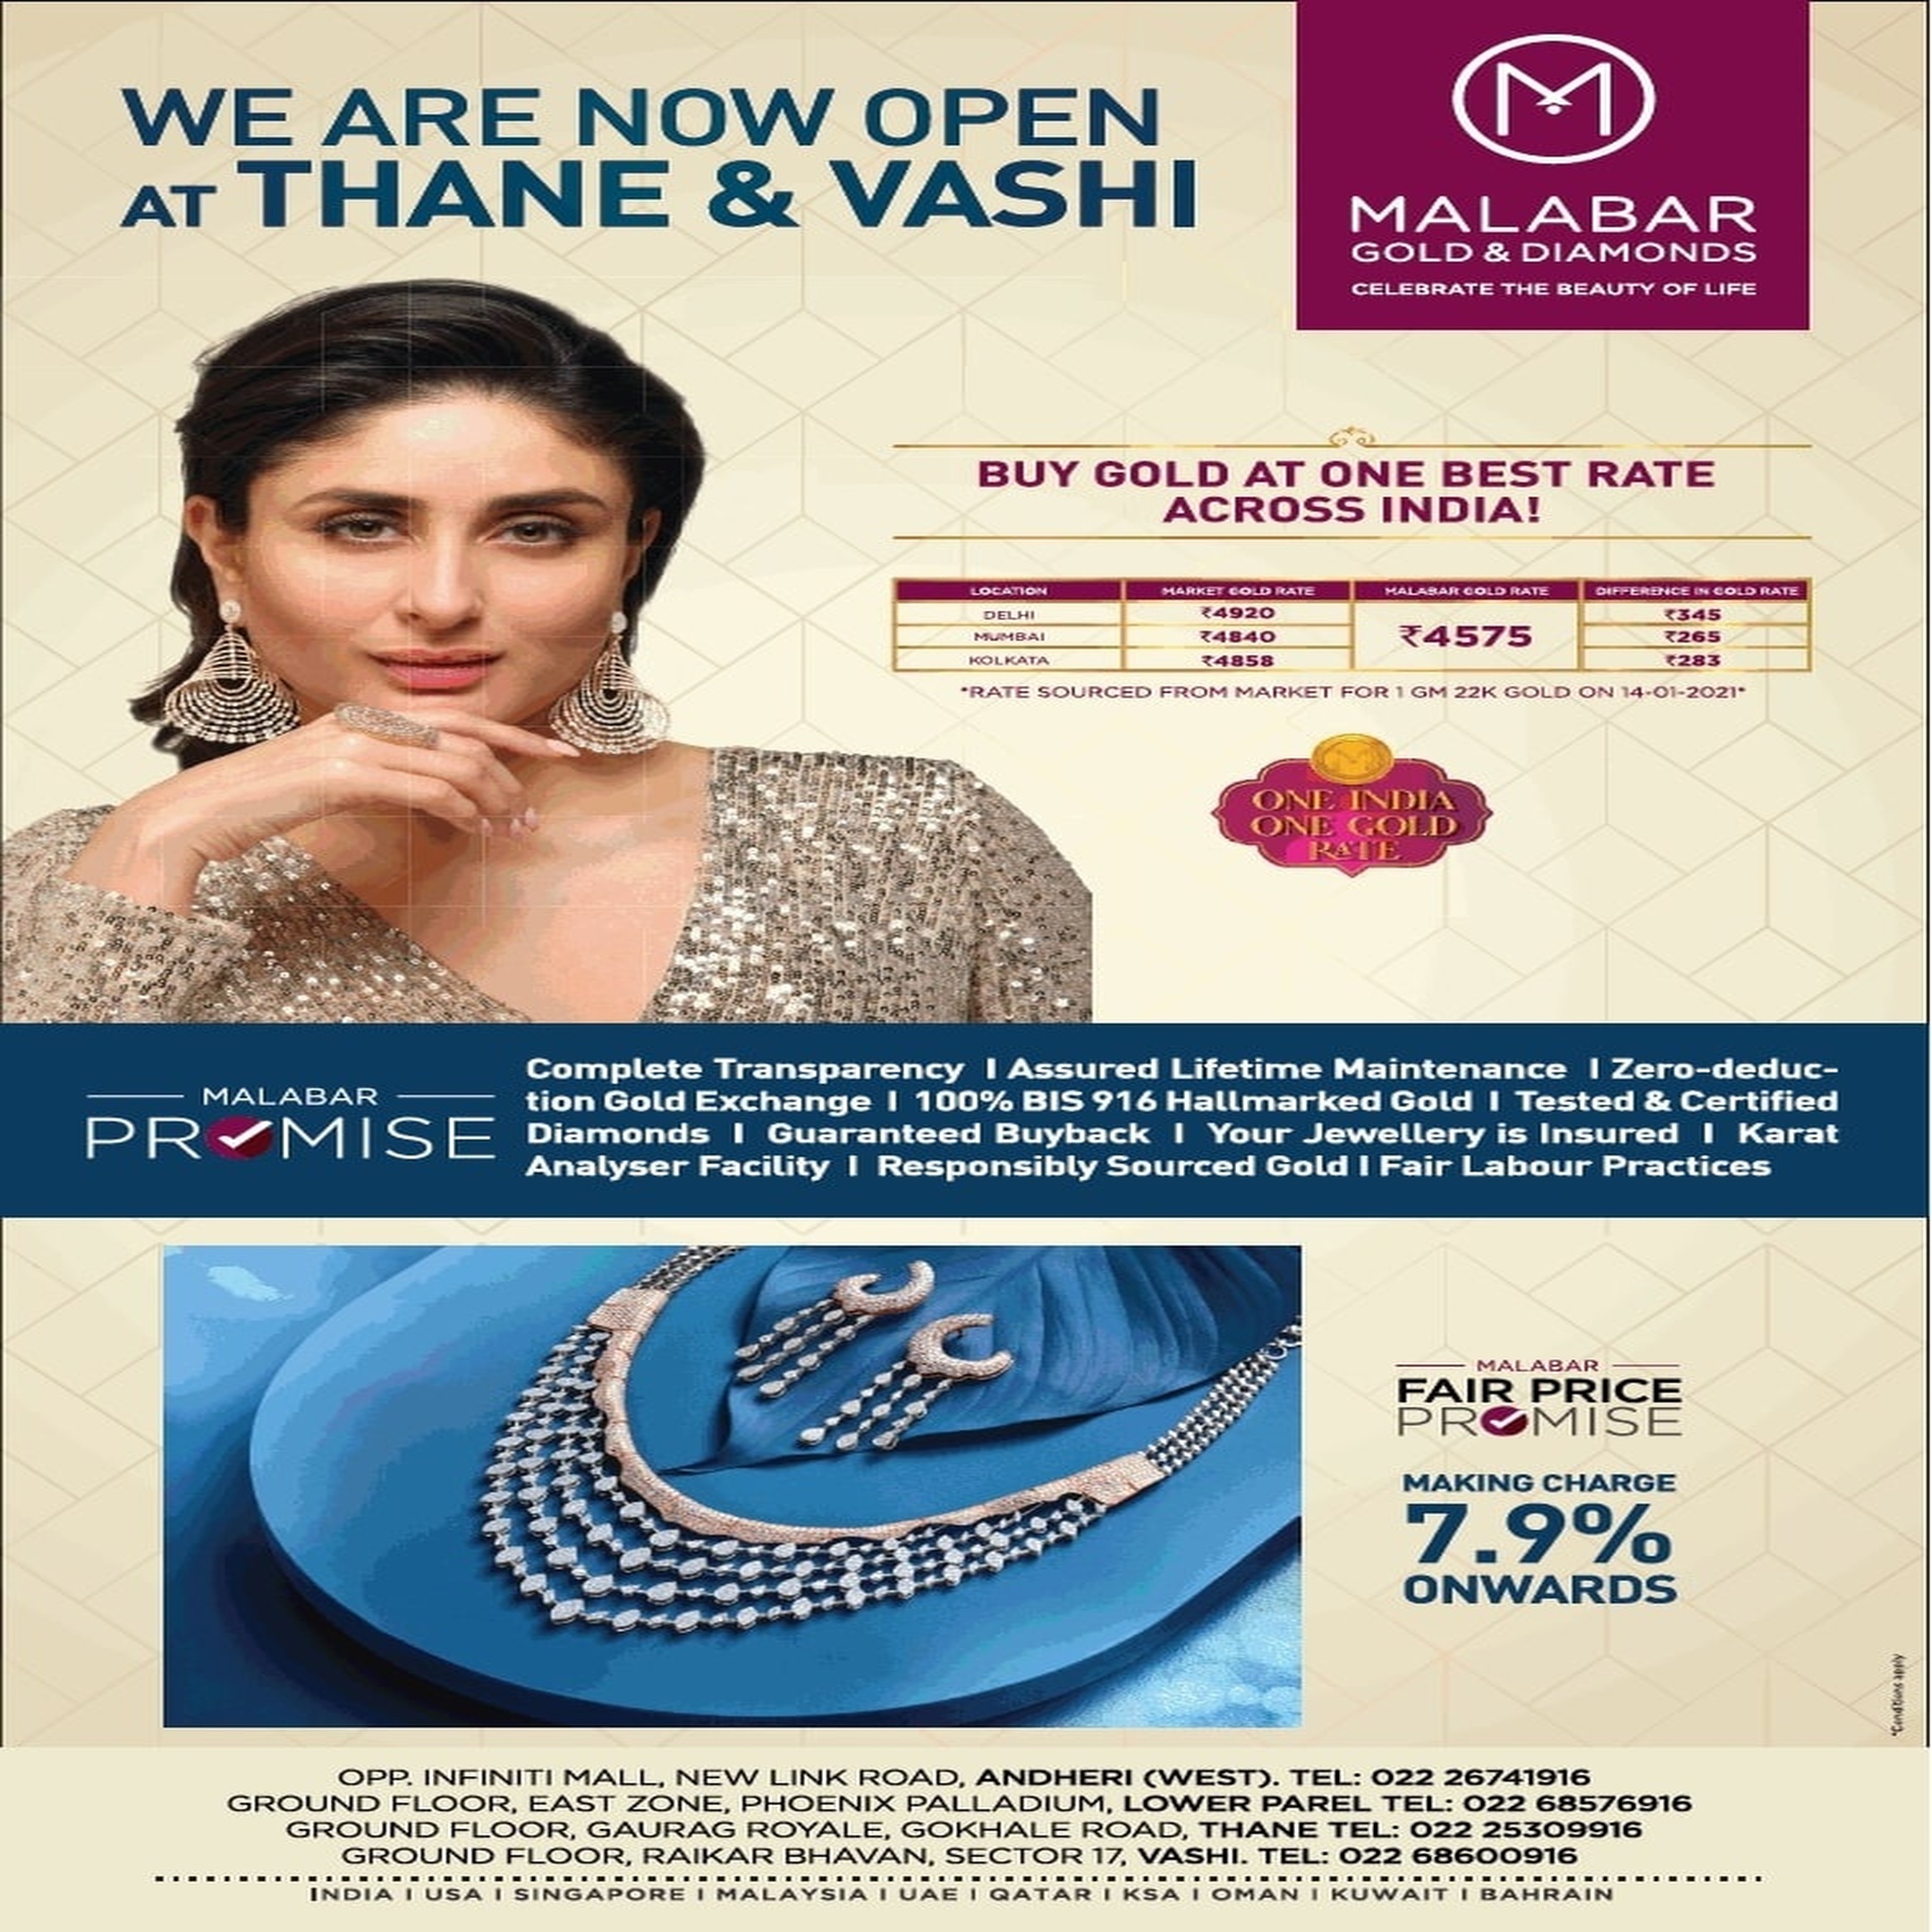 WE ARE NOW OPEN
AT THANE & VASHI
M
MALABAR
GOLD & DIAMONDS
CELEBRATE THE BEAUTY OF LIFE
BUY GOLD AT ONE BEST RATE
ACROSS INDIA!
LOCATION MARKET GOLD RATE MALABAR GOLD RATE DIFFERENCE IN GOLD RATE
DELHI ₹4920 ₹345
MUMBAI ₹4840 ₹4575 ₹265
KOLKATA ₹4858 ₹283
*RATE SOURCED FROM MARKET FOR 1 GM 22K GOLD ON 14-01-2021*
M
ONE INDIA
ONE GOLD
RATE
MALABAR
PROMISE
Complete Transparency I Assured Lifetime Maintenance I Zero-deduc-
tion Gold Exchange I 100% BIS 916 Hallmarked Gold I Tested & Certified
Diamonds I Guaranteed Buyback I Your Jewellery is Insured I Karat
Analyser Facility I Responsibly Sourced Gold I Fair Labour Practices
MALABAR
FAIR PRICE
PROMISE
MAKING CHARGE
7.9%
ONWARDS
*Conditions apply
OPP. INFINITI MALL, NEW LINK ROAD, ANDHERI (WEST). TEL: 022 26741916
GROUND FLOOR, EAST ZONE, PHOENIX PALLADIUM, LOWER PAREL TEL: 022 68576916
GROUND FLOOR, GAURAG ROYALE, GOKHALE ROAD, THANE TEL: 022 25309916
GROUND FLOOR, RAIKAR BHAVAN, SECTOR 17, VASHI. TEL: 022 68600916
INDIA I USA I SINGAPORE I MALAYSIA I UAE I QATAR I KSA I OMAN I KUWAIT I BAHRAIN